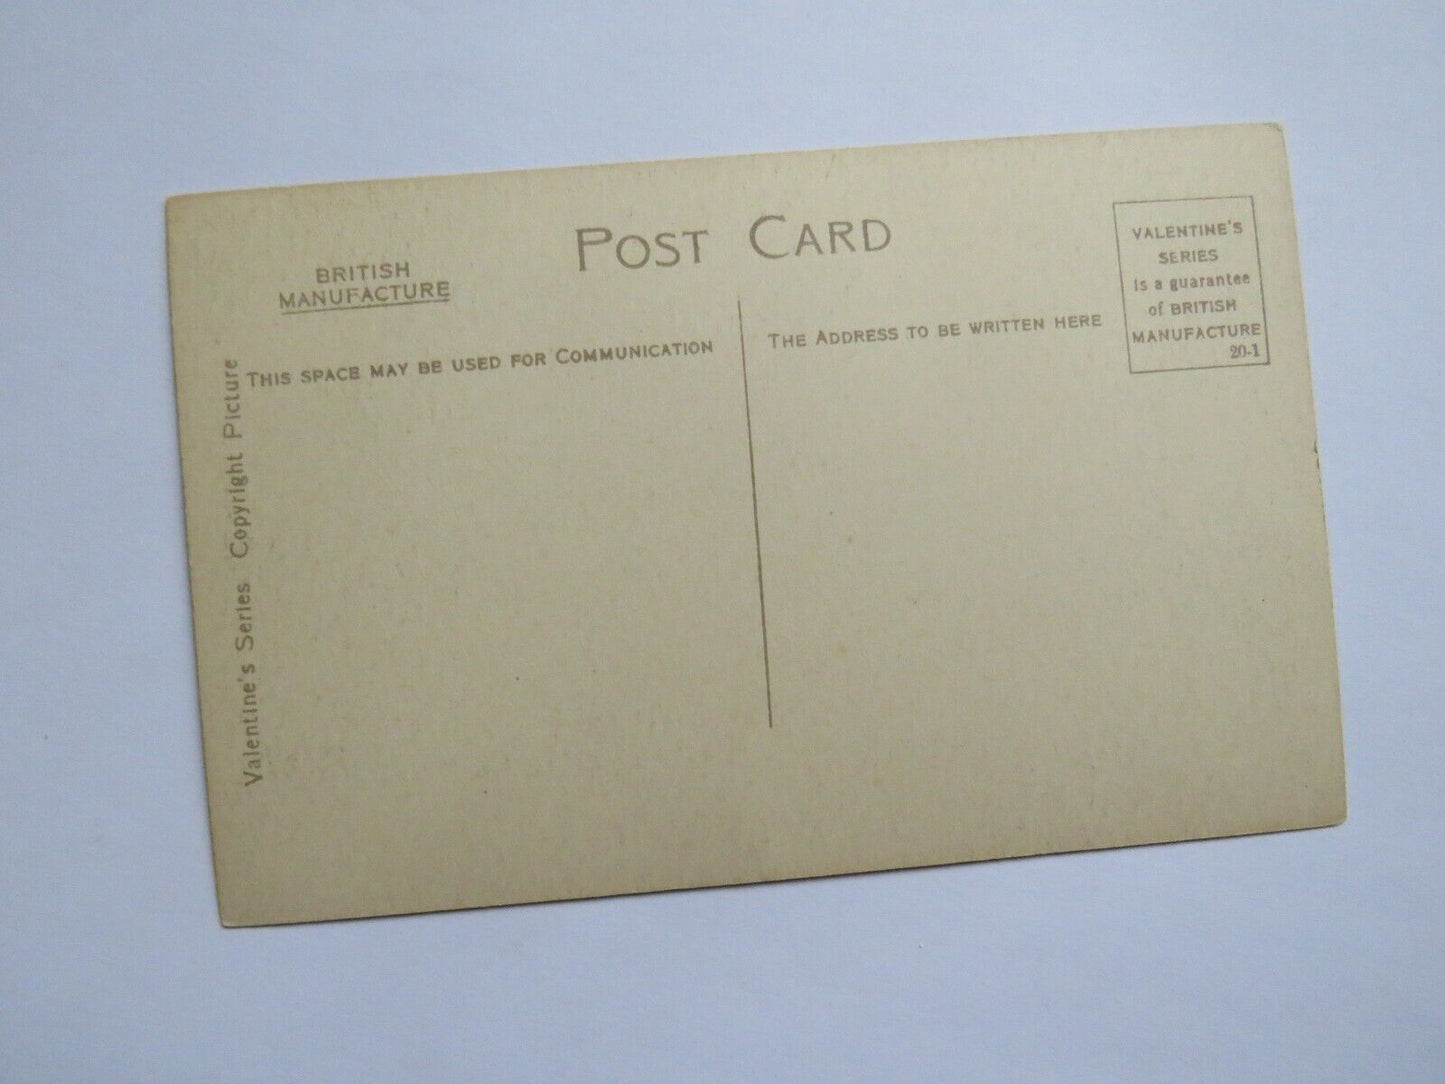 POST CARD
BRITISH
MANUFACTURE
THIS SPACE MAY BE USED FOR COMMUNICATION
THE ADDRESS TO BE WRITTEN HERE
VALENTINE'S
SERIES
is a guarantee
of BRITISH
MANUFACTURE
20-1
Valentine's Series Copyright Picture